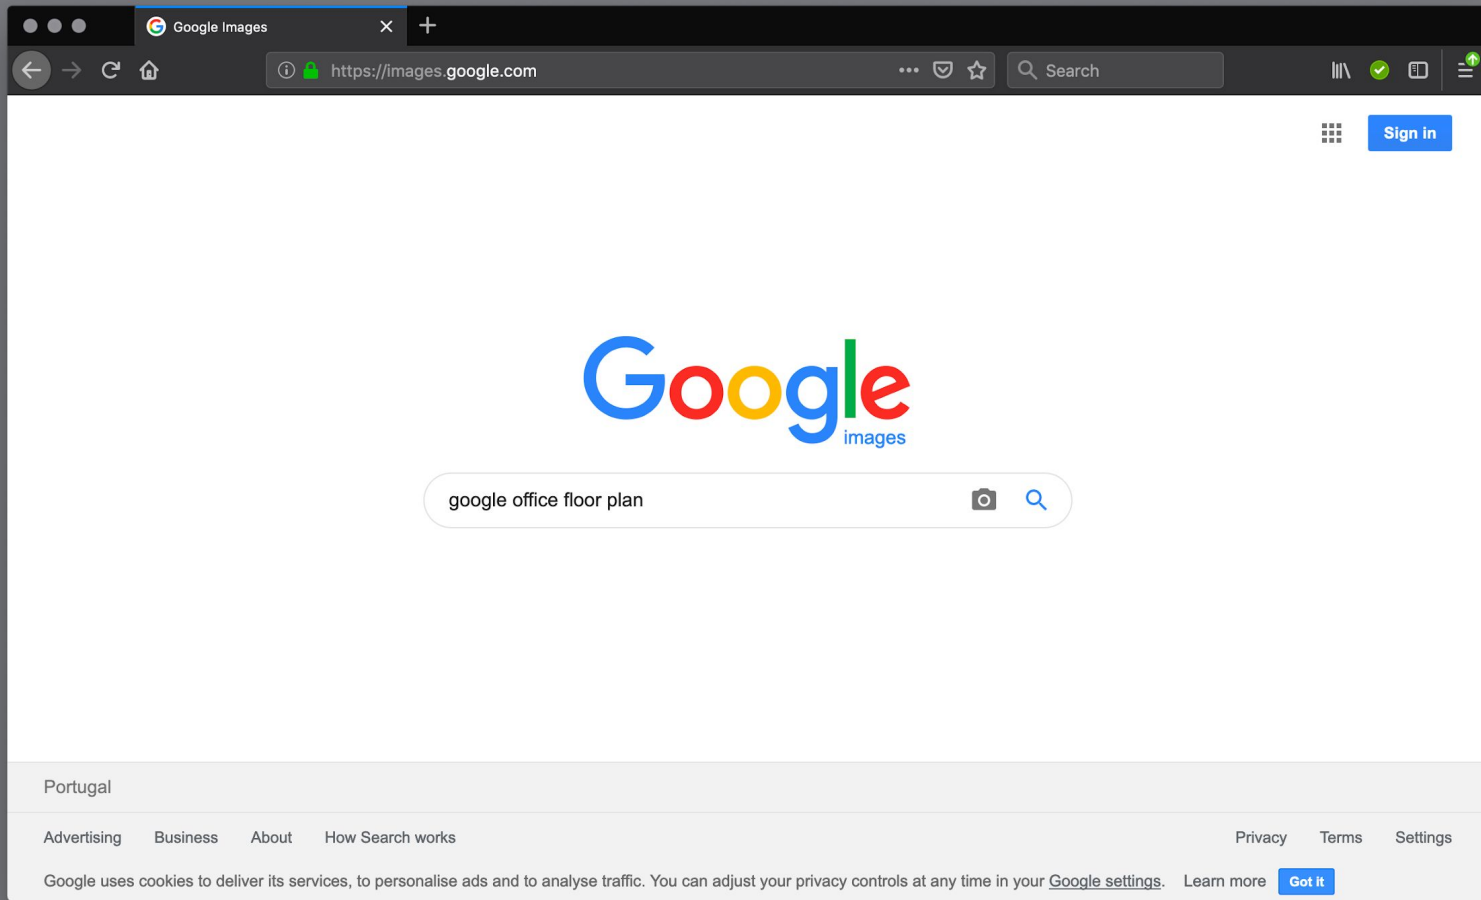 Google Images
https://images.google.com
Search
Sign in
Google
images
google office floor plan
Portugal
Advertising Business About How Search works Privacy Terms Settings
Google uses cookies to deliver its services, to personalise ads and to analyse traffic. You can adjust your privacy controls at any time in your Google settings. Learn more Got it